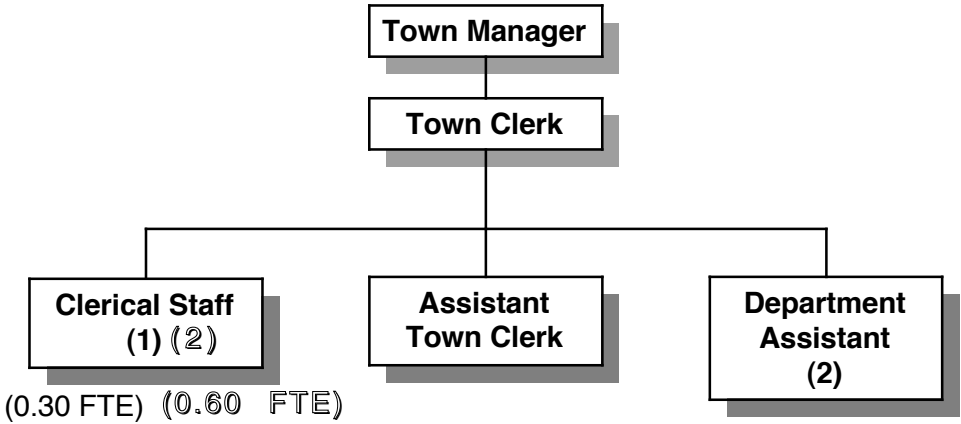 Town Manager
Town Clerk
Clerical Staff
(1) (2)
(0.30 FTE) (0.60 FTE)
Assistant
Town Clerk
Department
Assistant
(2)